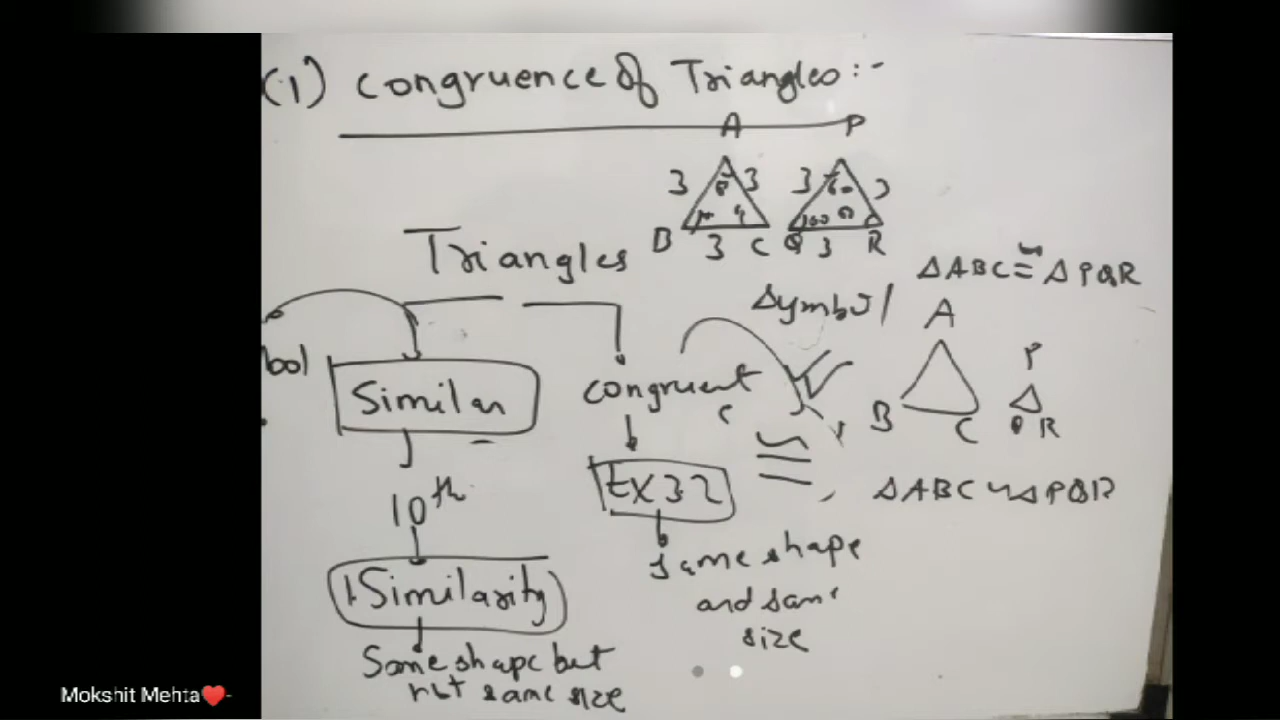 (1) Congruence of Triangles:-
A P
3 3 3
B 3 C Q 3 R
Triangles
ΔABC ≅ ΔPQR
Symbol
A
P
bol
Similar
congruent
B C Q R
≅
10th
Ex 3.2
ΔABC ~ ΔPQR
Similarity
same shape
and same
size
Same shape but
not same size
Mokshit Mehta❤️-